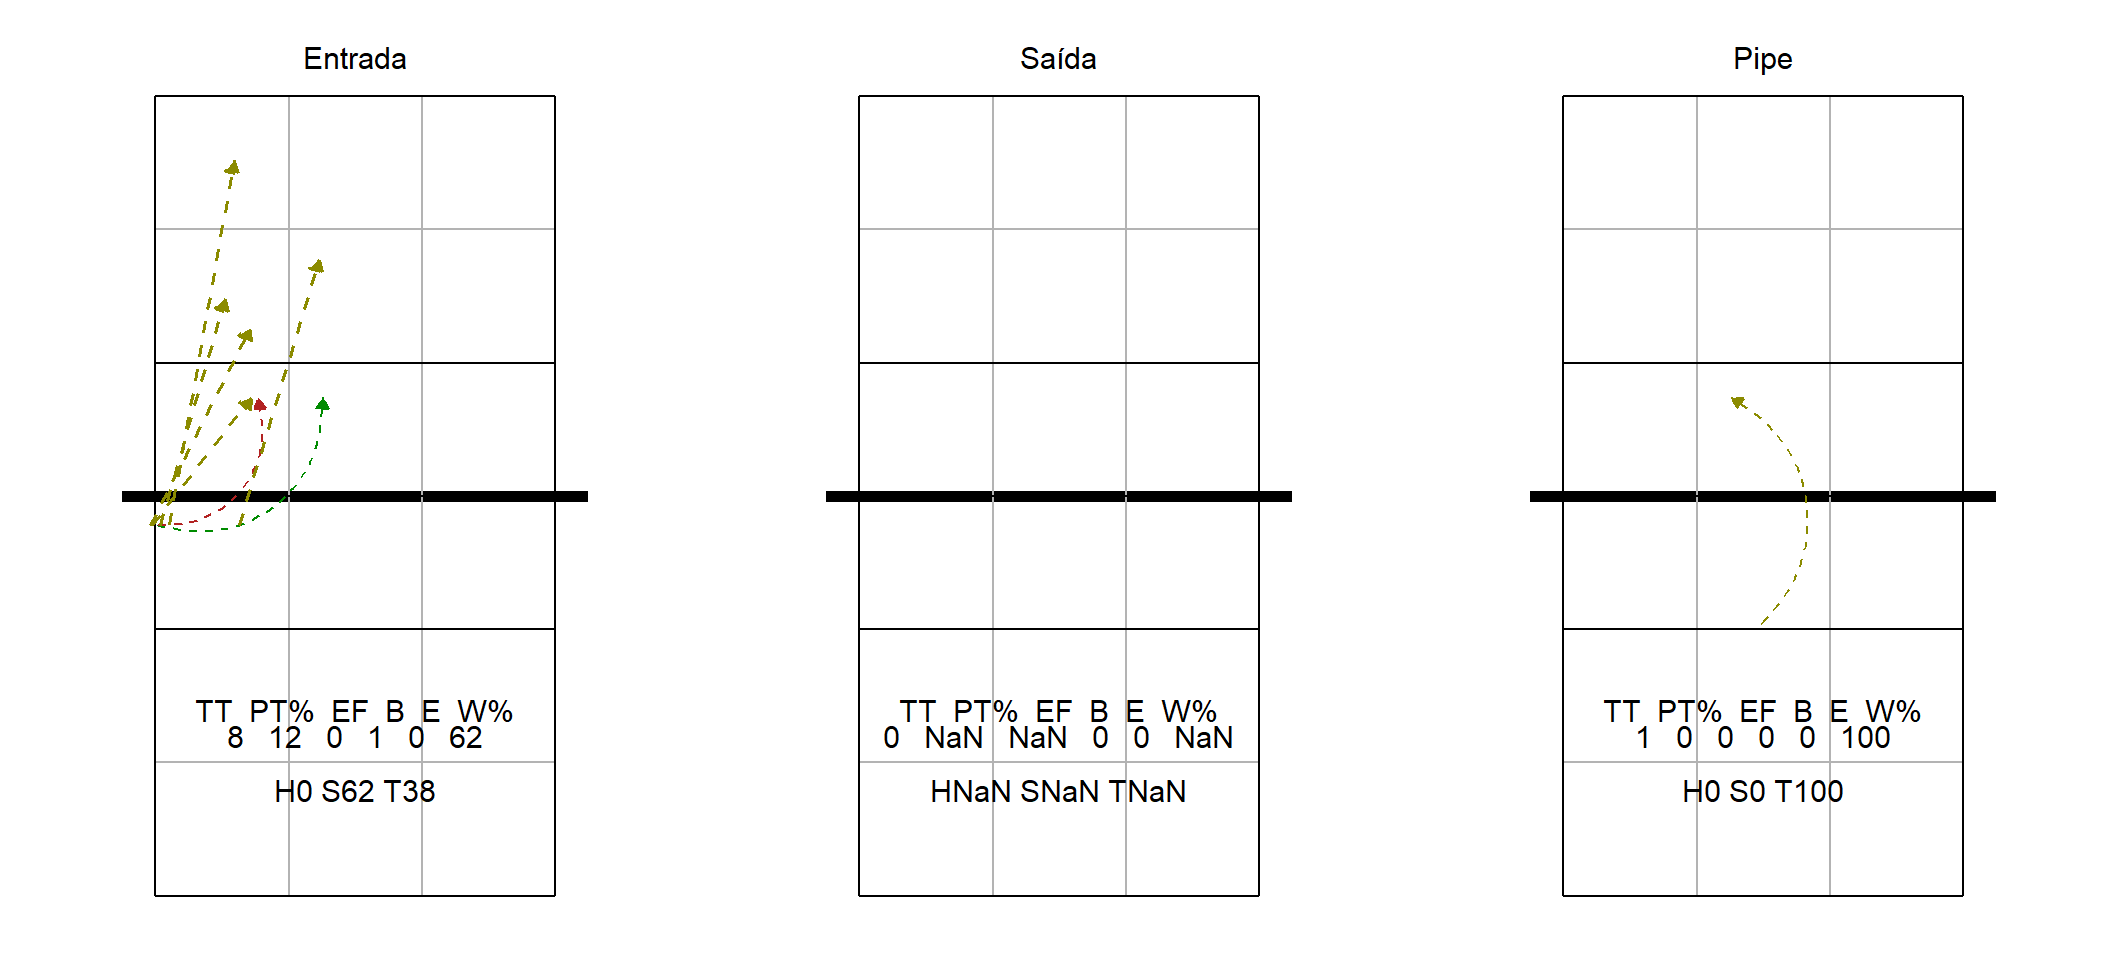 Entrada
TT PT% EF B E W%
8 12 0 1 0 62
H0 S62 T38
Saída
TT PT% EF B E W%
0 NaN NaN 0 0 NaN
HNaN SNaN TNaN
Pipe
TT PT% EF B E W%
1 0 0 0 0 100
H0 S0 T100